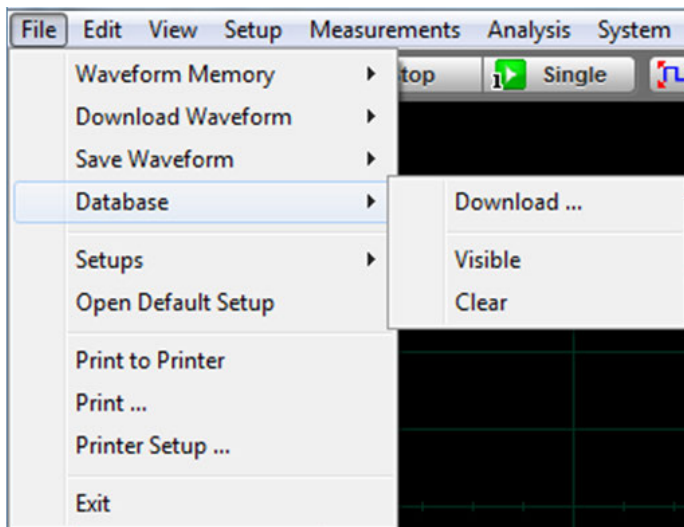 File Edit View Setup Measurements Analysis System
top Single
Waveform Memory
Download Waveform
Save Waveform
Database
Download ...
Visible
Clear
Setups
Open Default Setup
Print to Printer
Print ...
Printer Setup ...
Exit